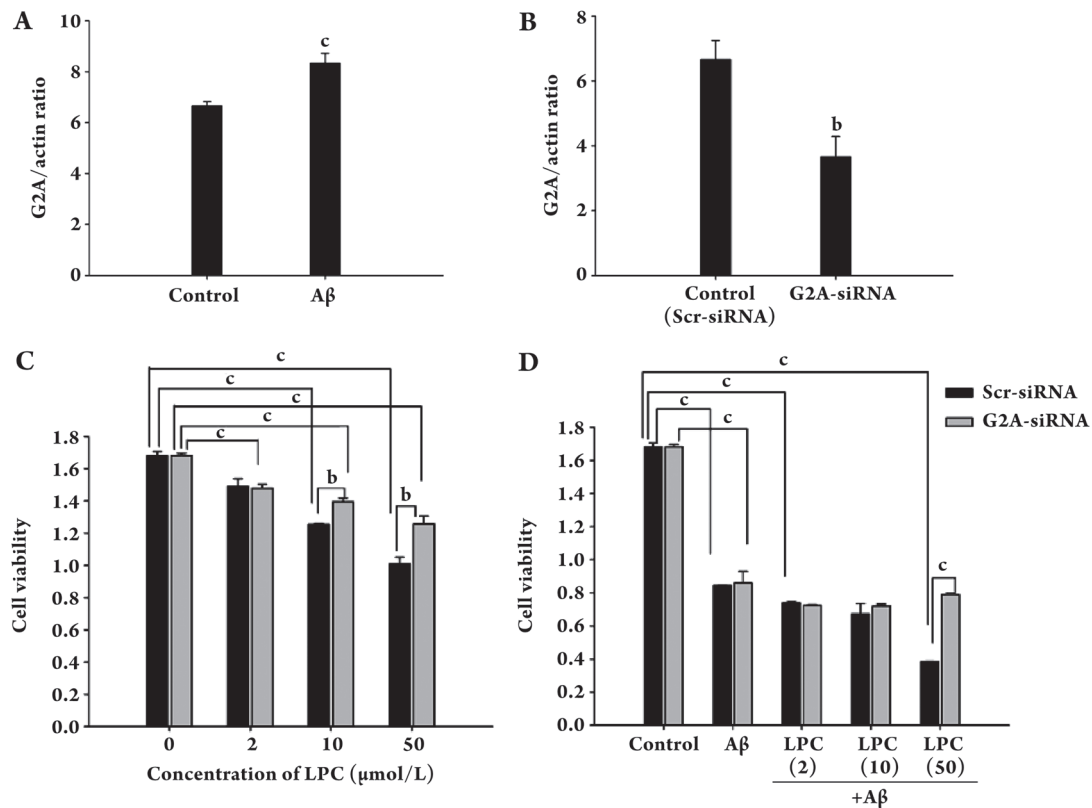 A
10
8
6
4
2
0
G2A/actin ratio
c
Control
Aβ
B
8
6
4
2
0
G2A/actin ratio
b
Control
(Scr-siRNA)
G2A-siRNA
C
c
c
c
c
c
b
b
1.8
1.6
1.4
1.2
1.0
0.8
0.6
0.4
0.2
0.0
Cell viability
0
2
10
50
Concentration of LPC (μmol/L)
D
c
c
c
c
c
Scr-siRNA
G2A-siRNA
1.8
1.6
1.4
1.2
1.0
0.8
0.6
0.4
0.2
0.0
Cell viability
Control
Aβ
LPC
(2)
LPC
(10)
LPC
(50)
+Aβ